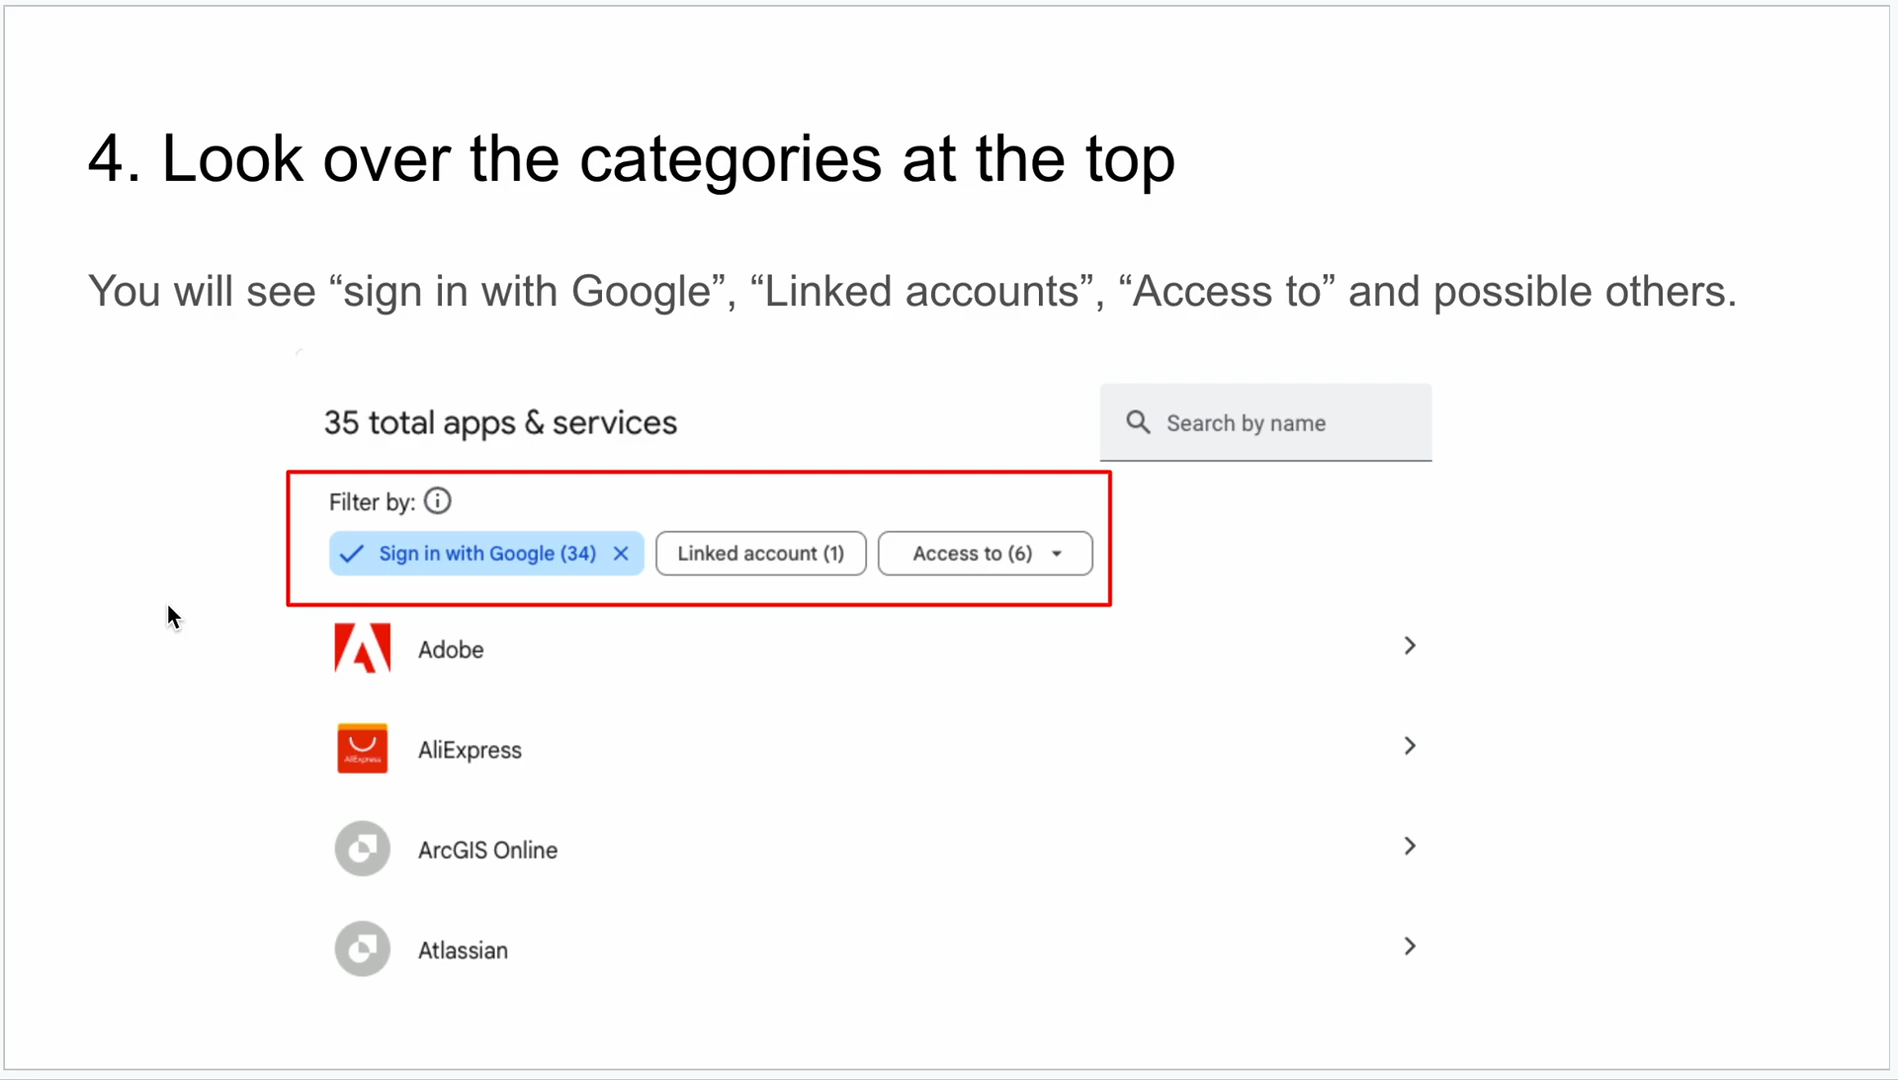 4. Look over the categories at the top
You will see “sign in with Google”, “Linked accounts”, “Access to” and possible others.
35 total apps & services
Search by name
Filter by:
Sign in with Google (34)
Linked account (1)
Access to (6)
Adobe
AliExpress
AliExpress
ArcGIS Online
Atlassian